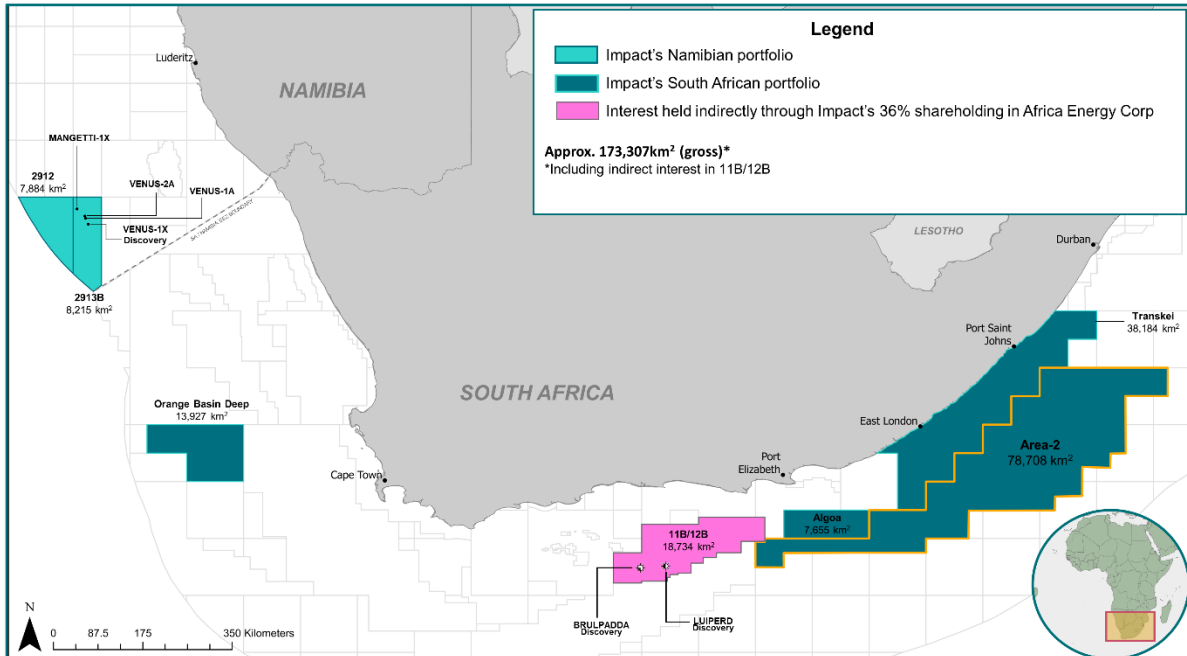 Legend
Impact's Namibian portfolio
Impact's South African portfolio
Interest held indirectly through Impact's 36% shareholding in Africa Energy Corp
Approx. 173,307km² (gross)*
*Including indirect interest in 11B/12B
Luderitz
NAMIBIA
MANGETTI-1X
2912
7,884 km²
VENUS-2A
VENUS-1A
VENUS-1X
Discovery
2913B
8,215 km²
LESOTHO
Durban
Transkei
38,184 km²
Port Saint
Johns
SOUTH AFRICA
Orange Basin Deep
13,927 km²
East London
Area-2
78,708 km²
Cape Town
Port
Elizabeth
Algoa
7,655 km²
11B/12B
18,734 km²
BRULPADDA
Discovery
LUIPERD
Discovery
N
0 87.5 175 350 Kilometers